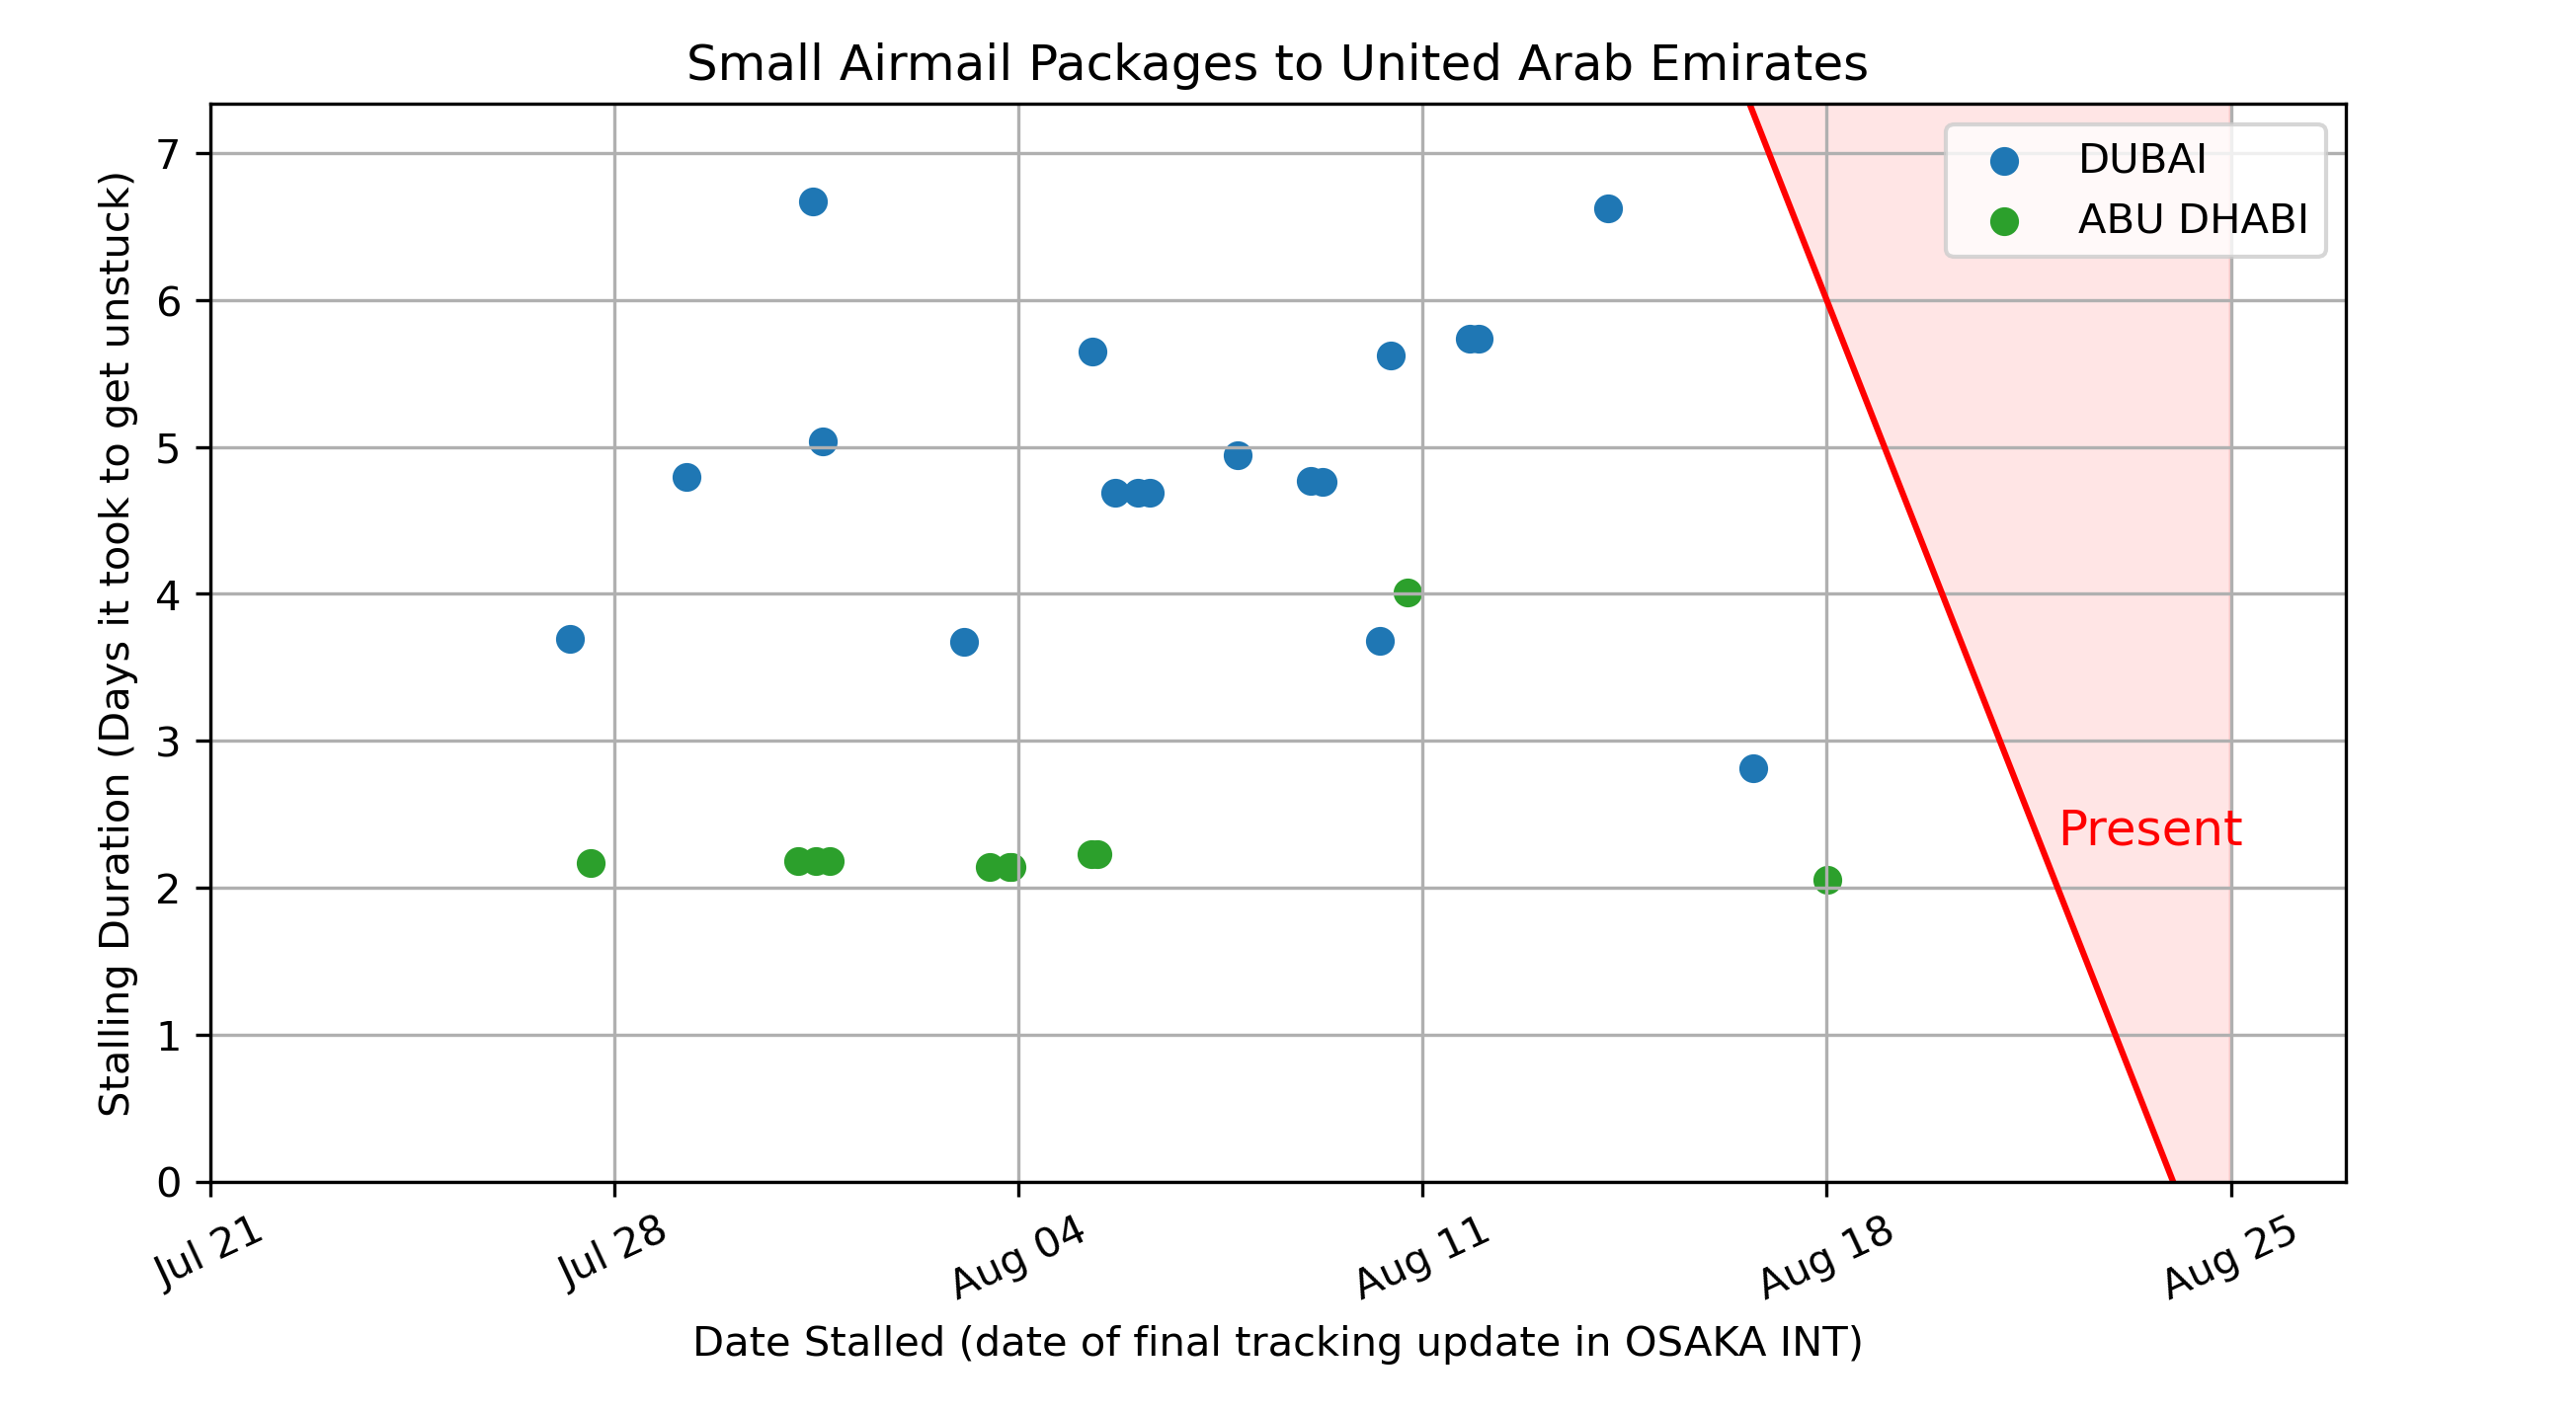 Small Airmail Packages to United Arab Emirates
Stalling Duration (Days it took to get unstuck)
7
6
5
4
3
2
1
0
DUBAI
ABU DHABI
Present
Jul 21
Jul 28
Aug 04
Aug 11
Aug 18
Aug 25
Date Stalled (date of final tracking update in OSAKA INT)